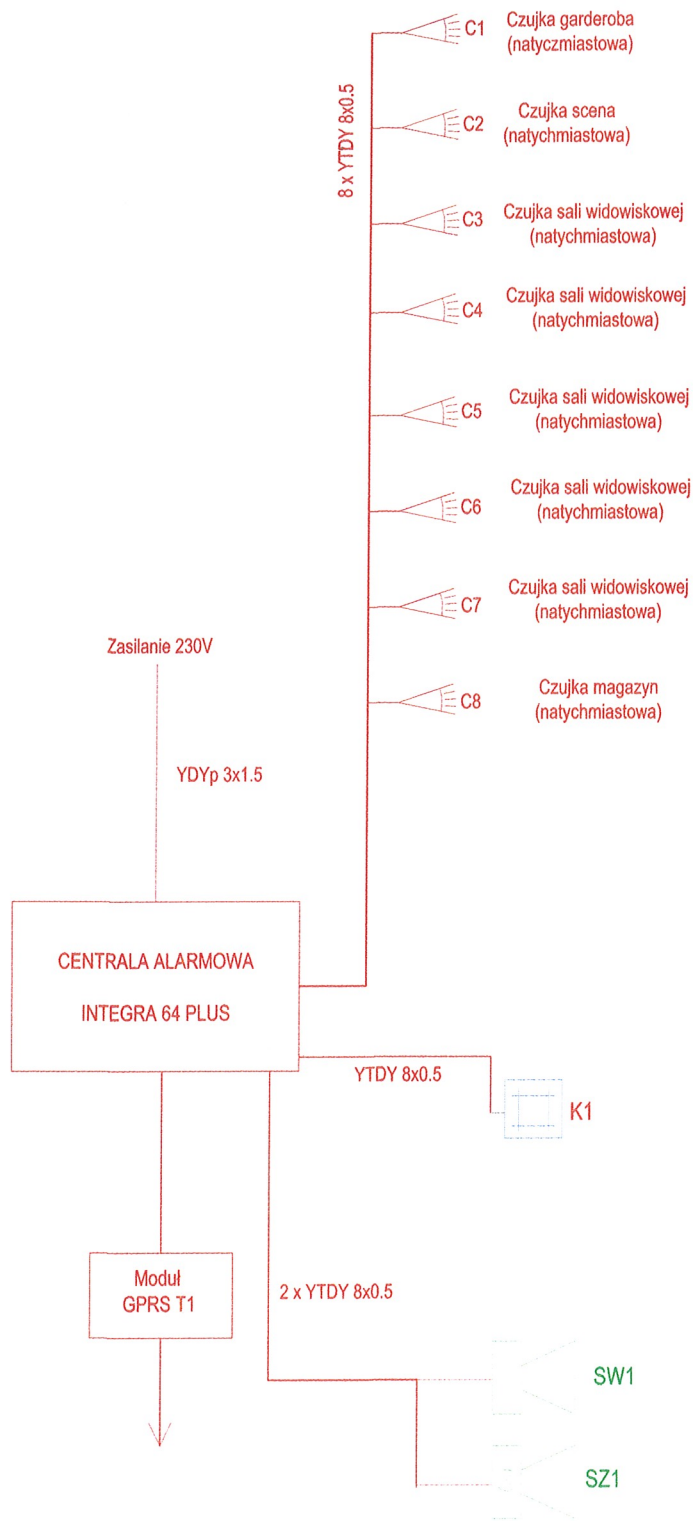 C1
Czujka garderoba
(natyczmiastowa)
8 x YTDY 8x0.5
C2
Czujka scena
(natychmiastowa)
C3
Czujka sali widowiskowej
(natychmiastowa)
C4
Czujka sali widowiskowej
(natychmiastowa)
C5
Czujka sali widowiskowej
(natychmiastowa)
C6
Czujka sali widowiskowej
(natychmiastowa)
C7
Czujka sali widowiskowej
(natychmiastowa)
C8
Czujka magazyn
(natychmiastowa)
Zasilanie 230V
YDYp 3x1.5
CENTRALA ALARMOWA
INTEGRA 64 PLUS
YTDY 8x0.5
K1
Moduł
GPRS T1
2 x YTDY 8x0.5
SW1
SZ1